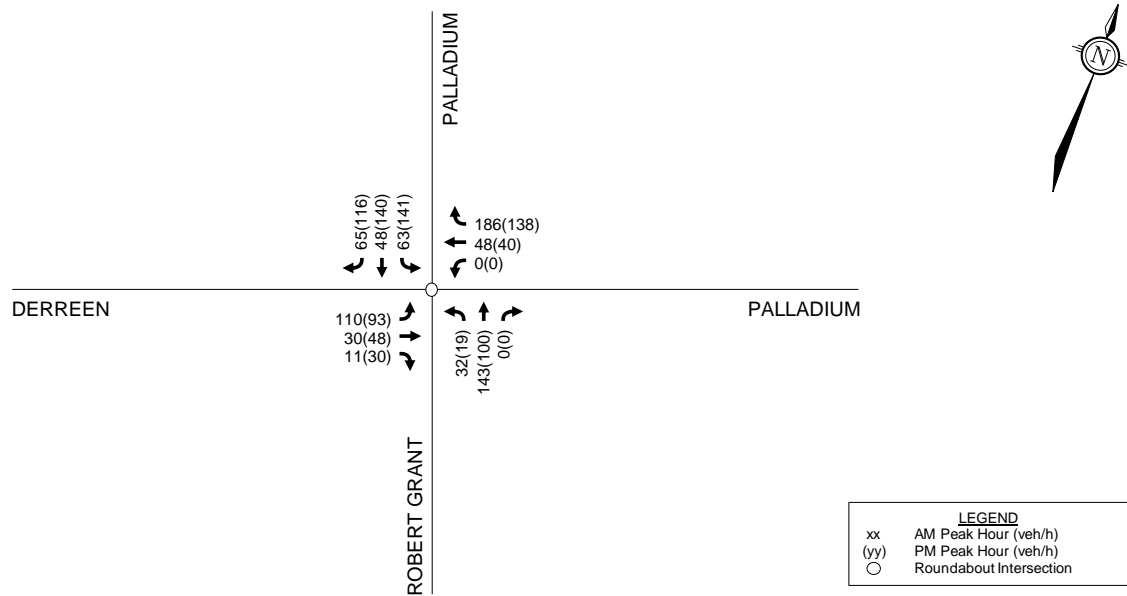 PALLADIUM
N
65(116)
48(140)
63(141)
186(138)
48(40)
0(0)
DERREEN
PALLADIUM
110(93)
30(48)
11(30)
32(19)
143(100)
0(0)
ROBERT GRANT
LEGEND
xx AM Peak Hour (veh/h)
(yy) PM Peak Hour (veh/h)
Roundabout Intersection